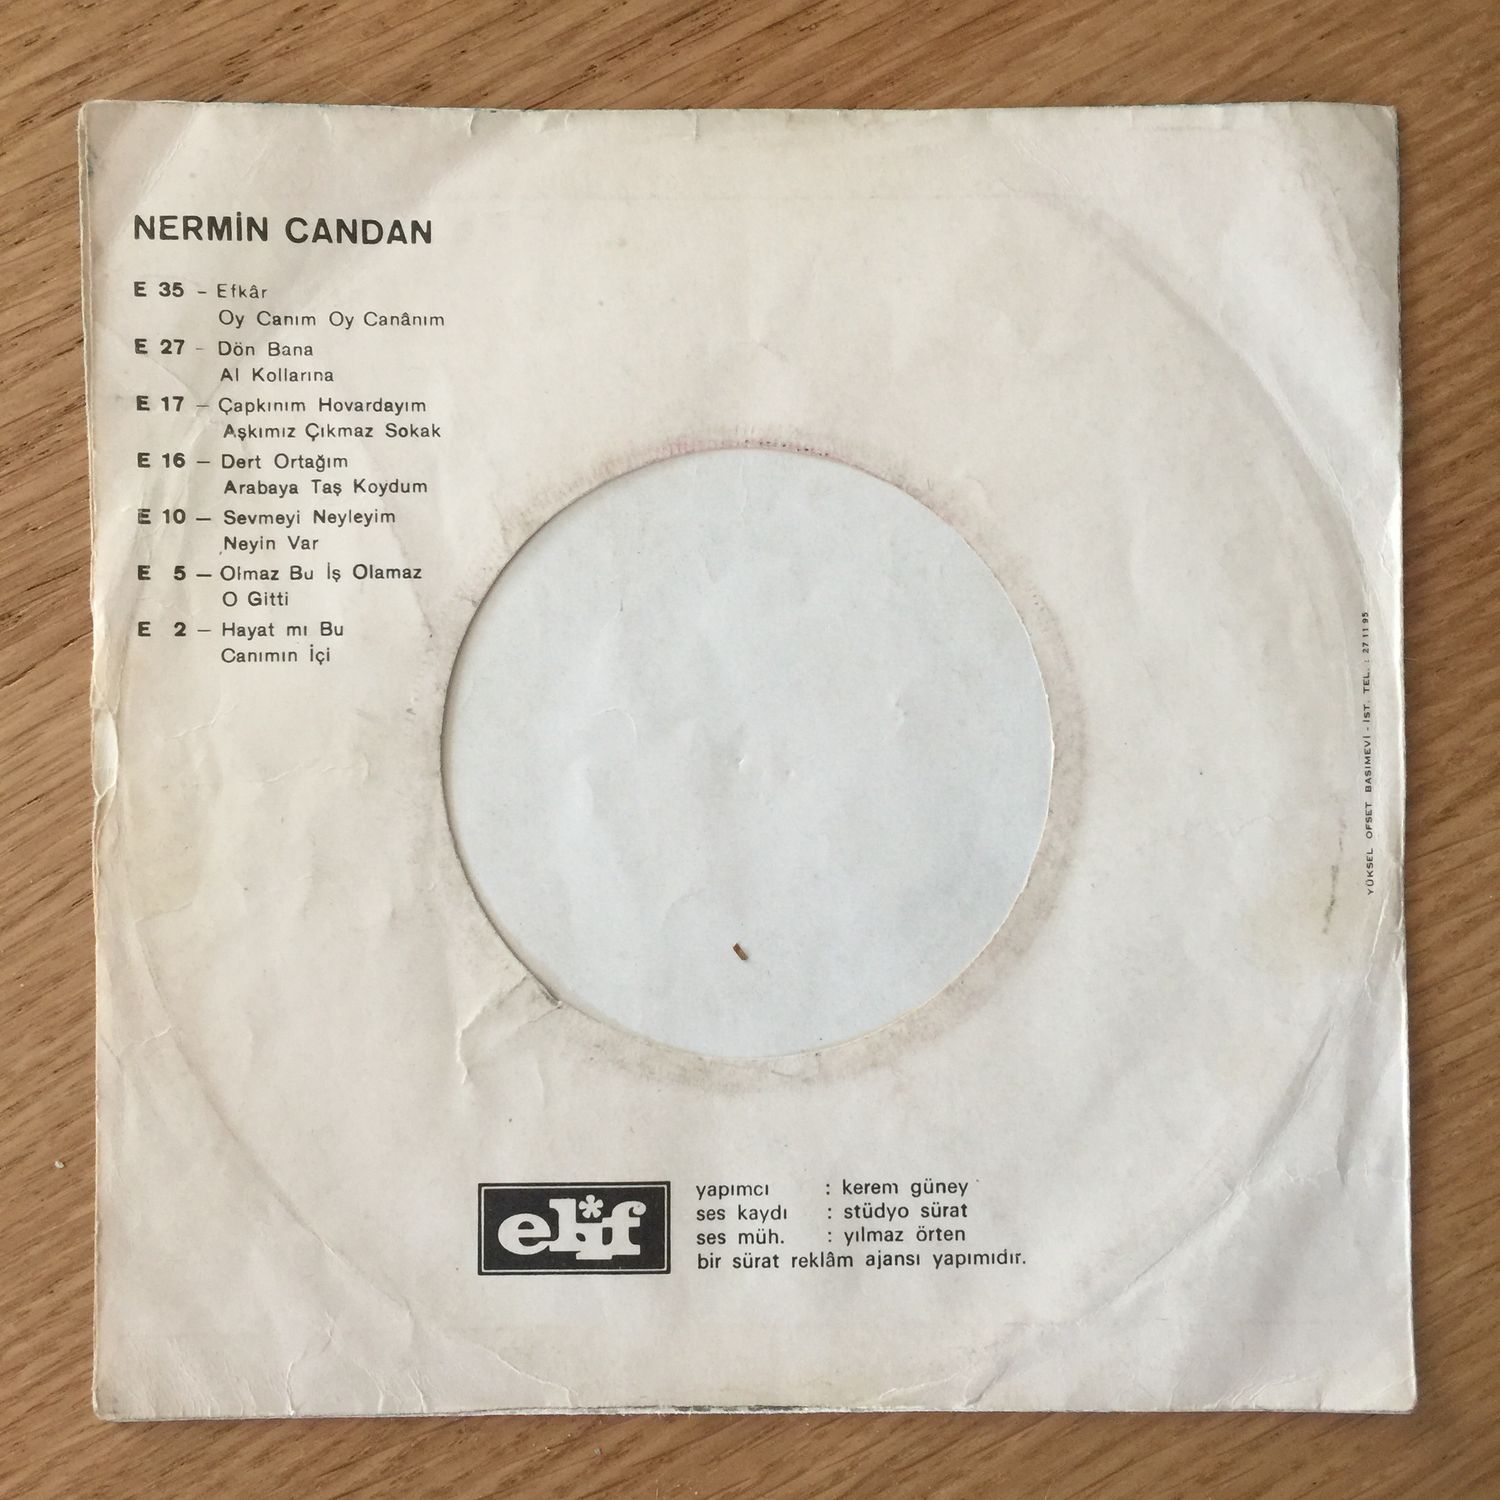 NERMİN CANDAN
E 35 – Efkâr
Oy Canım Oy Canânım
E 27 – Dön Bana
Al Kollarına
E 17 – Çapkınım Hovardayım
Aşkımız Çıkmaz Sokak
E 16 – Dert Ortağım
Arabaya Taş Koydum
E 10 – Sevmeyi Neyleyim
Neyin Var
E 5 – Olmaz Bu İş Olamaz
O Gitti
E 2 – Hayat mı Bu
Canımın İçi
YÜKSEL OFSET BASIMEVİ - İST. TEL. : 27 11 95
elif
yapımcı : kerem güney
ses kaydı : stüdyo sürat
ses müh. : yılmaz örten
bir sürat reklâm ajansı yapımıdır.